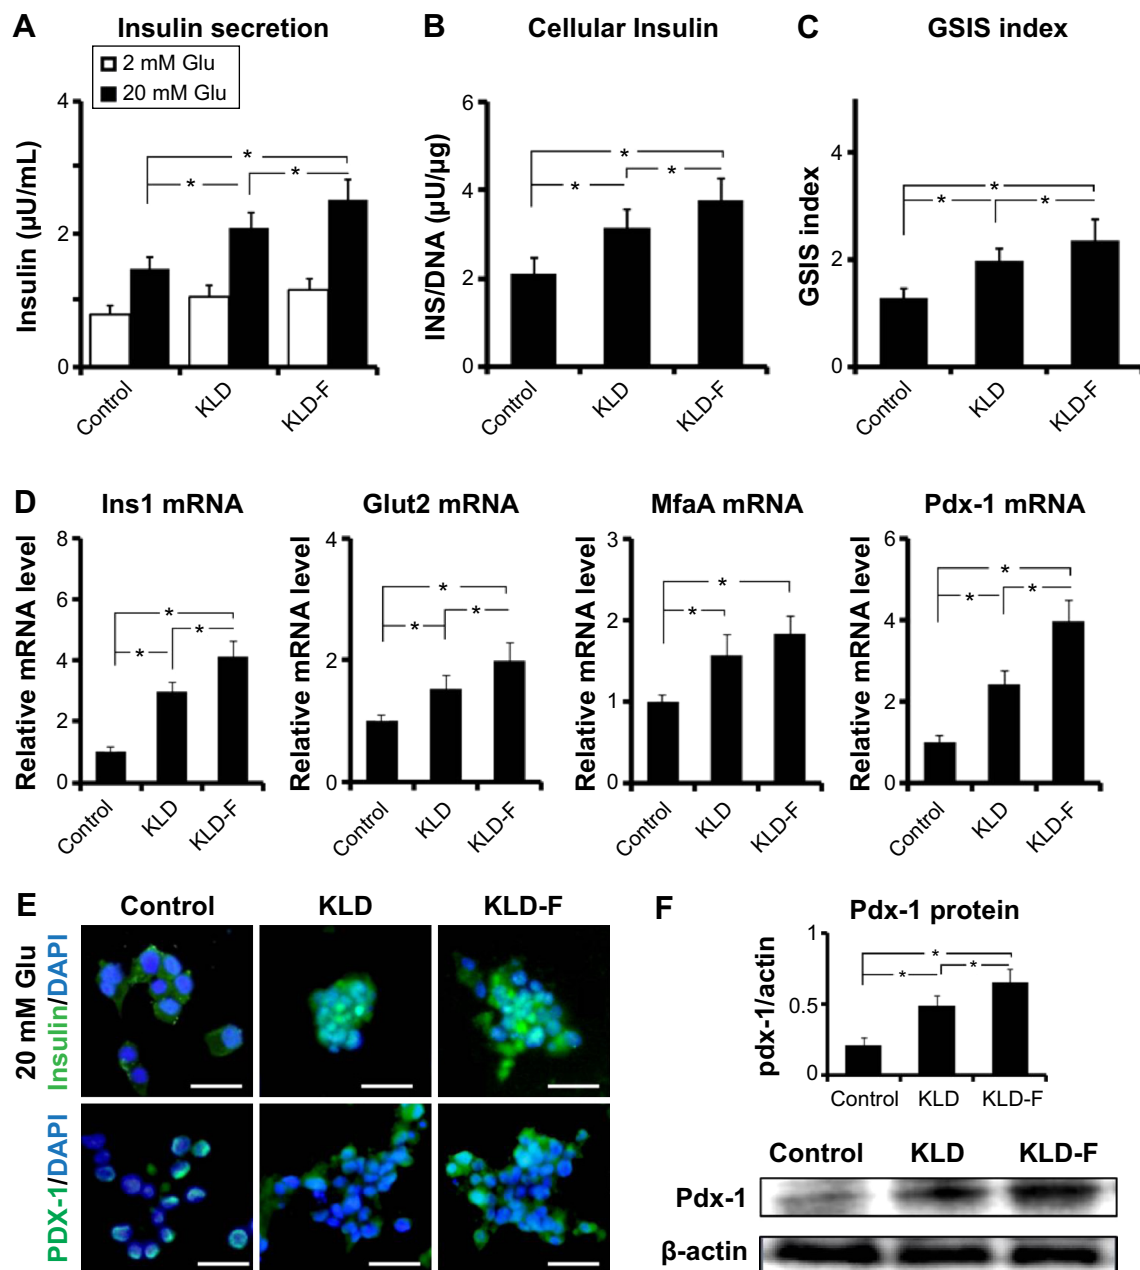 A Insulin secretion
2 mM Glu
20 mM Glu
Insulin (µU/mL)
4
2
0
* * *
Control KLD KLD-F
B Cellular Insulin
INS/DNA (µU/µg)
6
4
2
0
* * *
Control KLD KLD-F
C GSIS index
GSIS index
4
2
0
* * *
Control KLD KLD-F
D Ins1 mRNA
Relative mRNA level
8
6
4
2
0
* * *
Control KLD KLD-F
Glut2 mRNA
Relative mRNA level
4
2
0
* * *
Control KLD KLD-F
MfaA mRNA
Relative mRNA level
3
2
1
0
* *
Control KLD KLD-F
Pdx-1 mRNA
Relative mRNA level
6
4
2
0
* * *
Control KLD KLD-F
E Control KLD KLD-F
20 mM Glu
Insulin/DAPI
PDX-1/DAPI
F Pdx-1 protein
pdx-1/actin
1
0.5
0
* * *
Control KLD KLD-F
Control KLD KLD-F
Pdx-1
β-actin